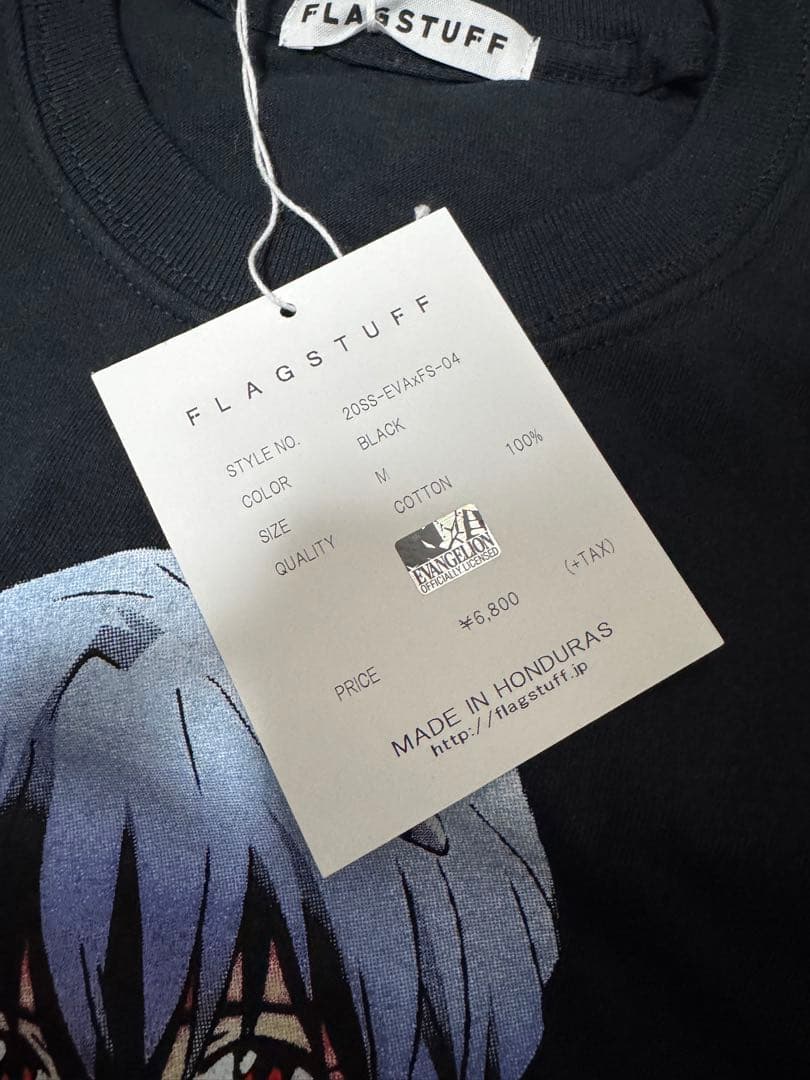 FLAGSTUFF
FLAGSTUFF
STYLE NO. 20SS-EVAxFS-04
COLOR BLACK
SIZE M
QUALITY COTTON 100%
EVA
EVANGELION
OFFICIALLY LICENSED
PRICE ¥6,800 (+TAX)
MADE IN HONDURAS
http://flagstuff.jp